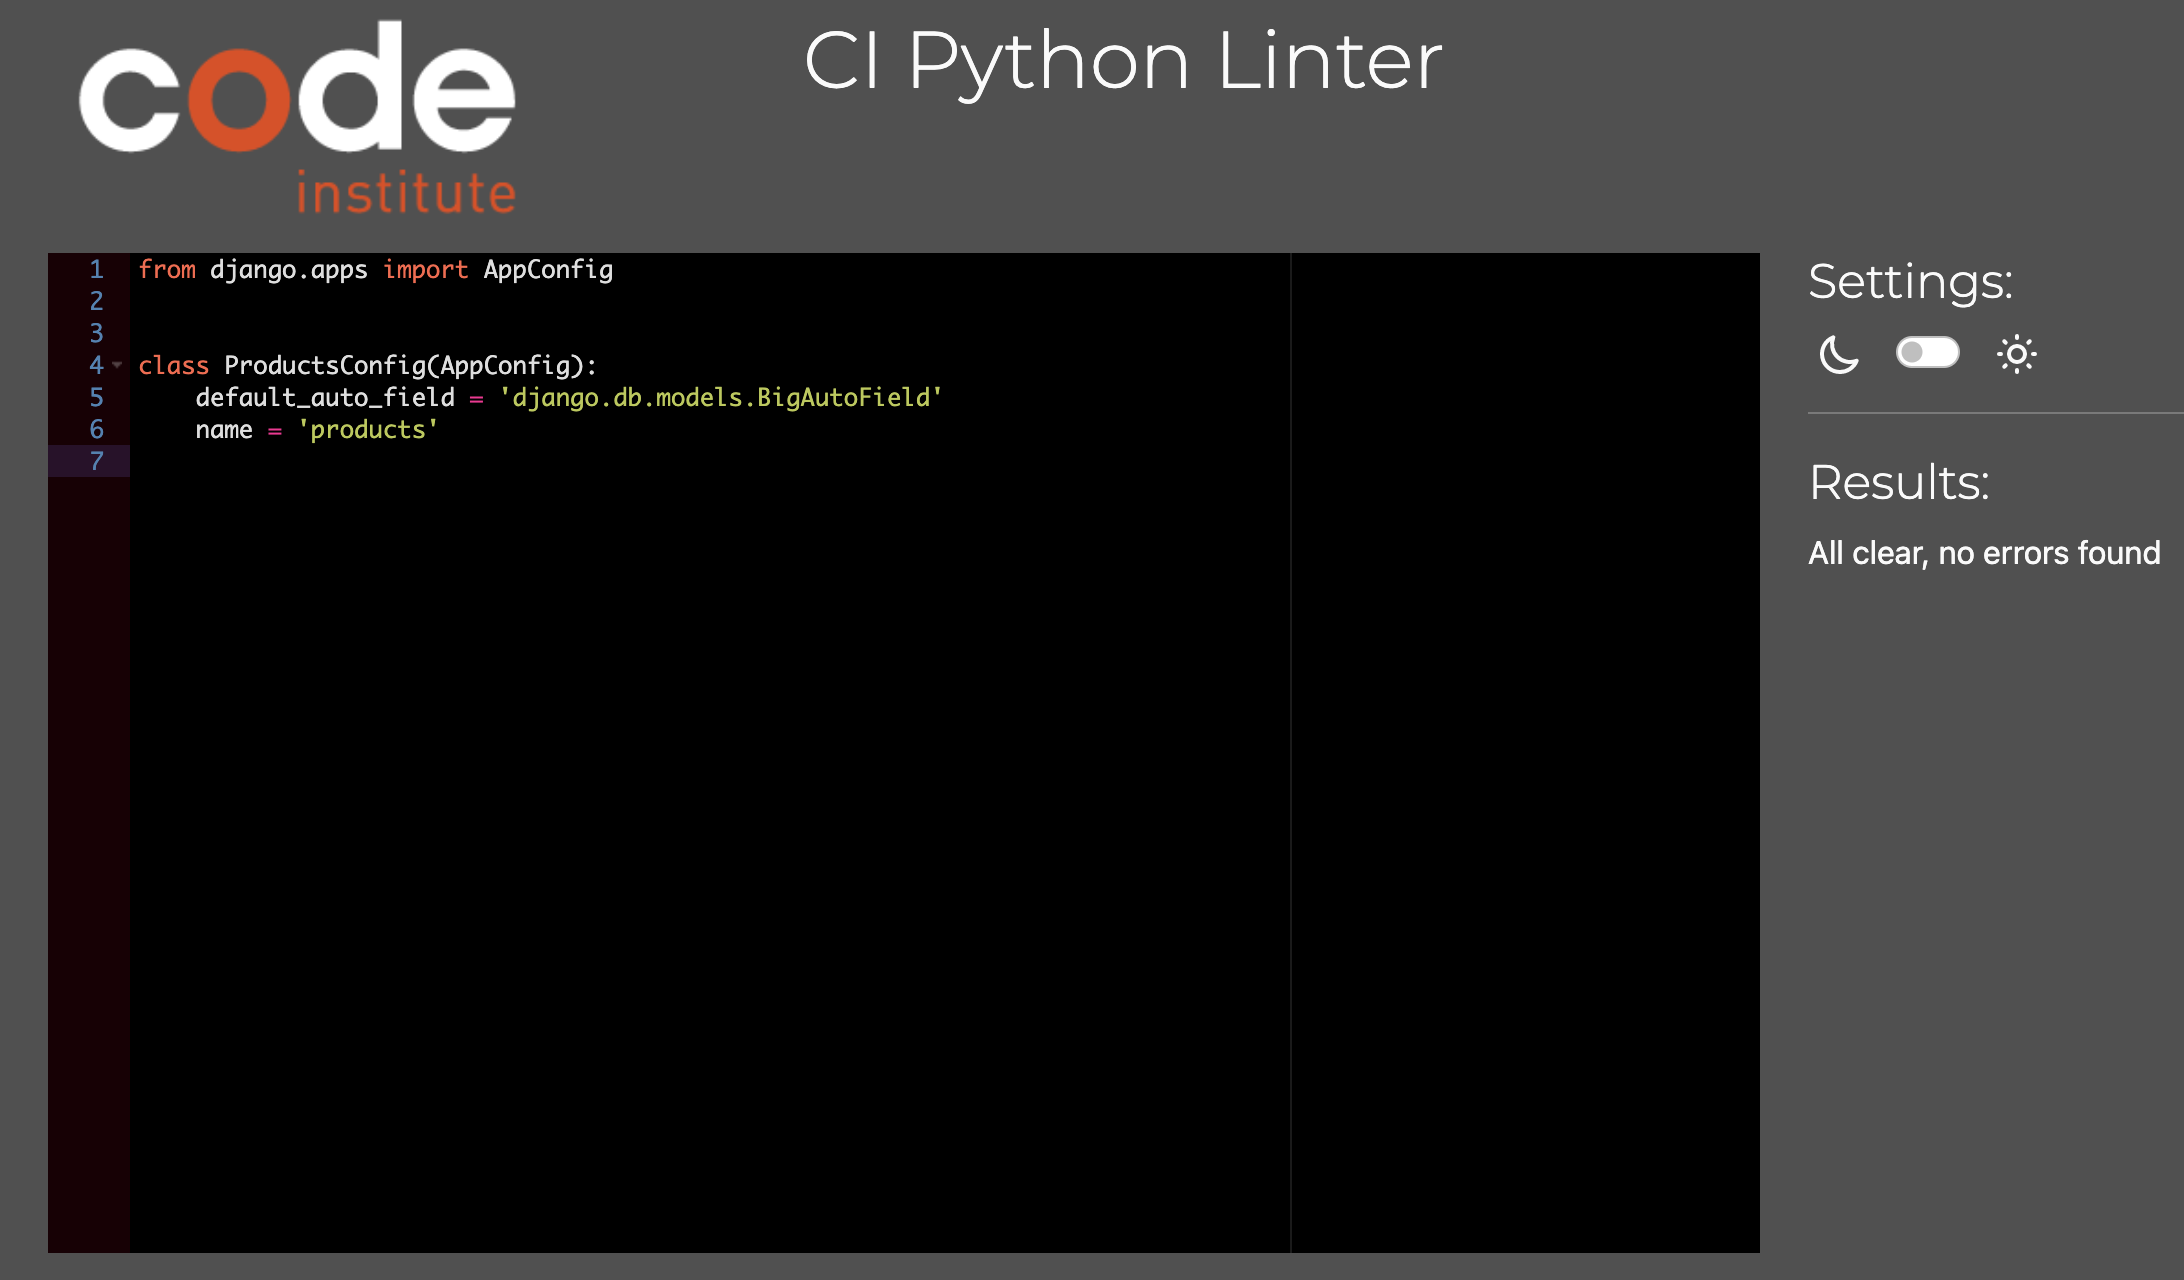 code
institute
CI Python Linter
1 from django.apps import AppConfig
2
3
4 class ProductsConfig(AppConfig):
5     default_auto_field = 'django.db.models.BigAutoField'
6     name = 'products'
7
Settings:
Results:
All clear, no errors found